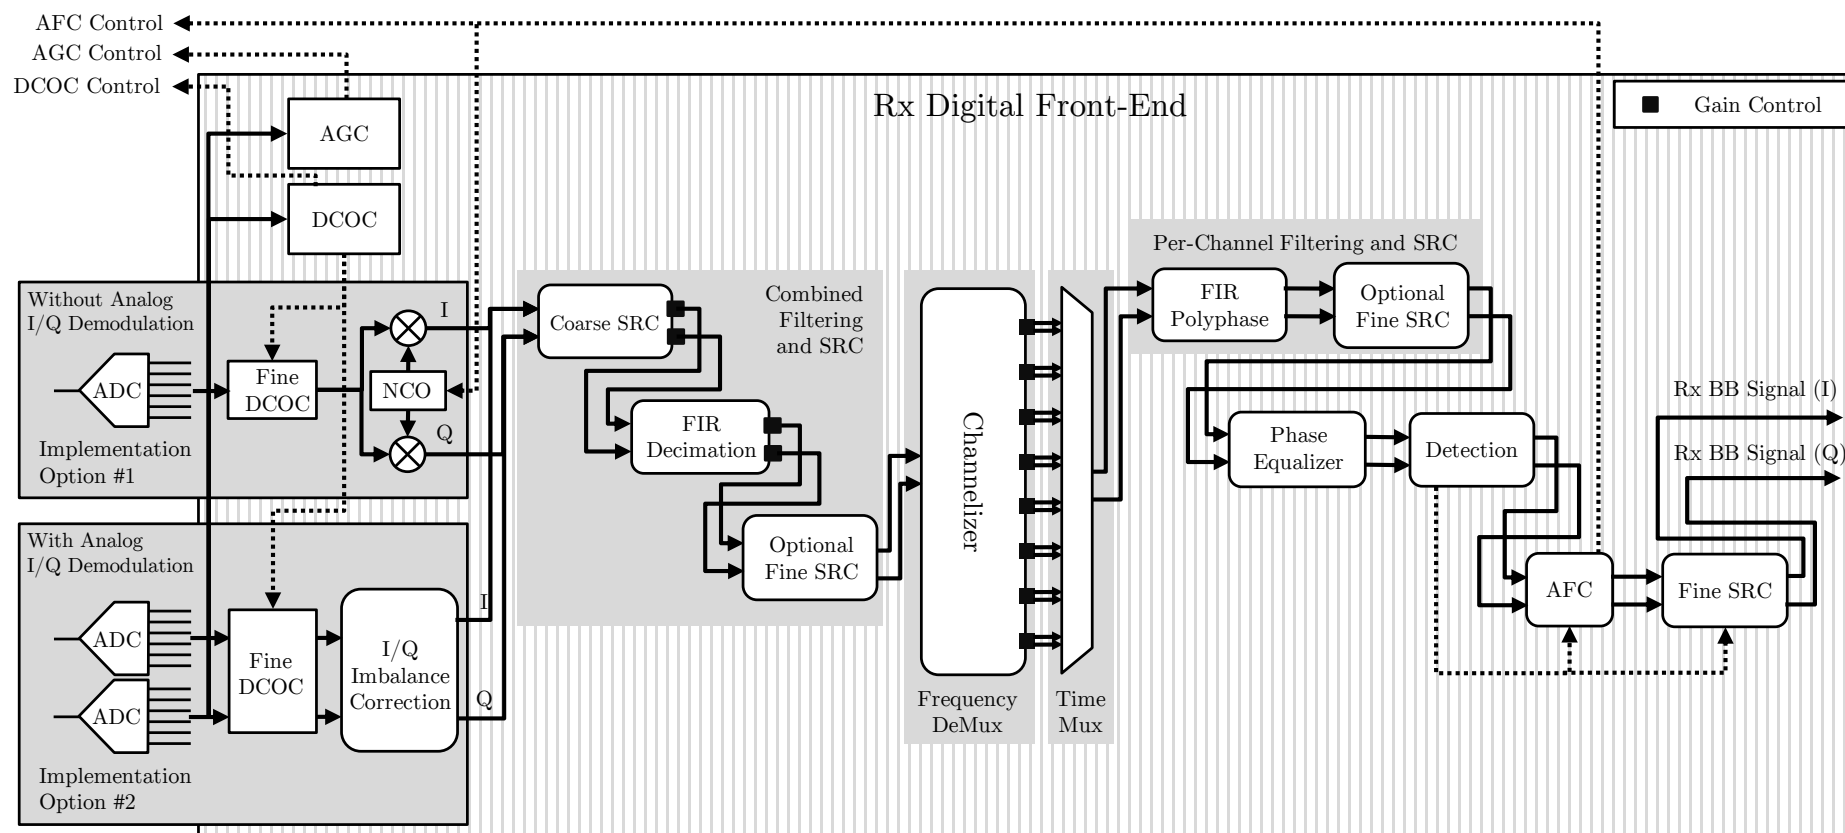 AFC Control
AGC Control
DCOC Control
Rx Digital Front-End
Gain Control
AGC
DCOC
Without Analog
I/Q Demodulation
ADC
Fine
DCOC
NCO
I
Q
Implementation
Option #1
With Analog
I/Q Demodulation
ADC
ADC
Fine
DCOC
I/Q
Imbalance
Correction
I
Q
Implementation
Option #2
Combined
Filtering
and SRC
Coarse SRC
FIR
Decimation
Optional
Fine SRC
Channelizer
Frequency
DeMux
Time
Mux
Per-Channel Filtering and SRC
FIR
Polyphase
Optional
Fine SRC
Phase
Equalizer
Detection
AFC
Fine SRC
Rx BB Signal (I)
Rx BB Signal (Q)